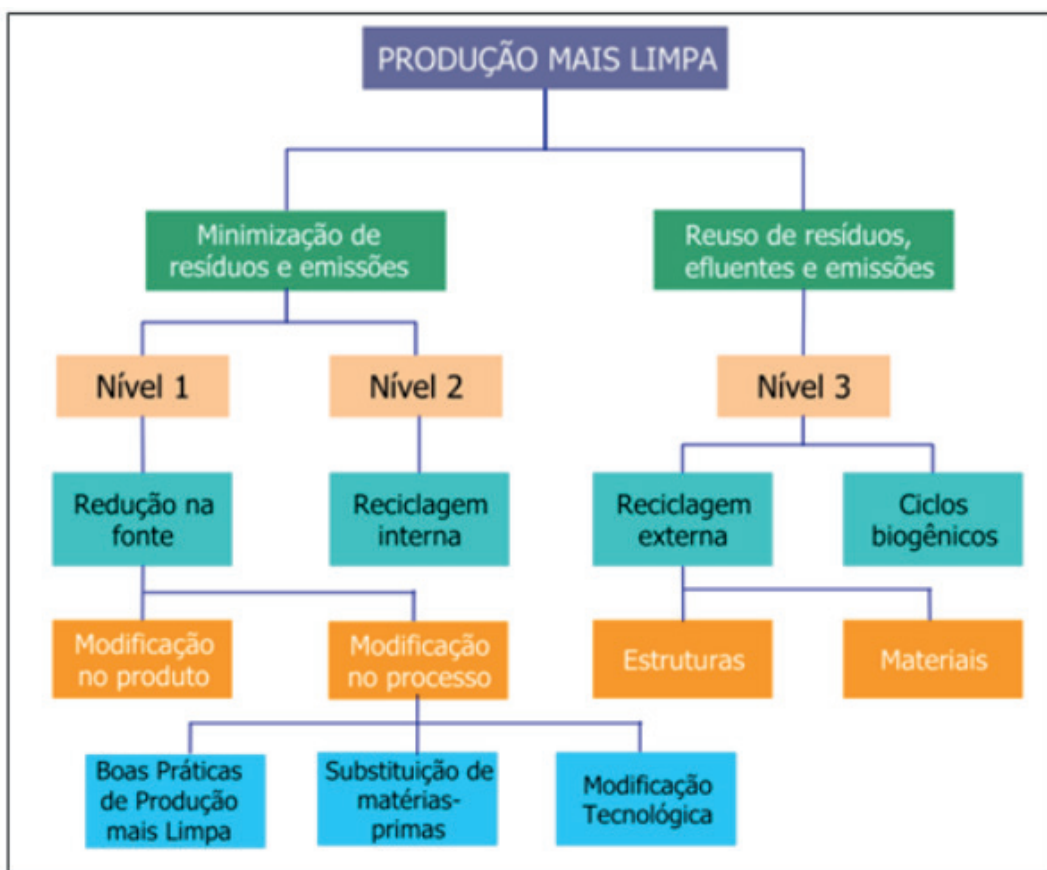 PRODUÇÃO MAIS LIMPA
Minimização de
resíduos e emissões
Reuso de resíduos,
efluentes e emissões
Nível 1
Nível 2
Nível 3
Redução na
fonte
Reciclagem
interna
Reciclagem
externa
Ciclos
biogênicos
Modificação
no produto
Modificação
no processo
Estruturas
Materiais
Boas Práticas
de Produção
mais Limpa
Substituição de
matérias-
primas
Modificação
Tecnológica